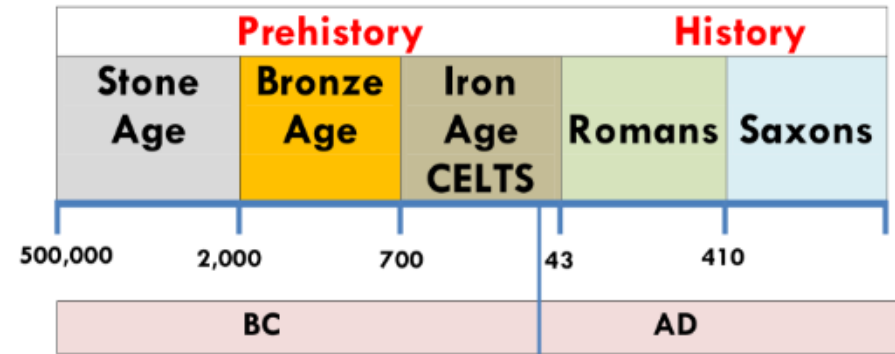 Prehistory History
Stone Age
Bronze Age
Iron Age CELTS
Romans
Saxons
500,000 2,000 700 43 410
BC AD